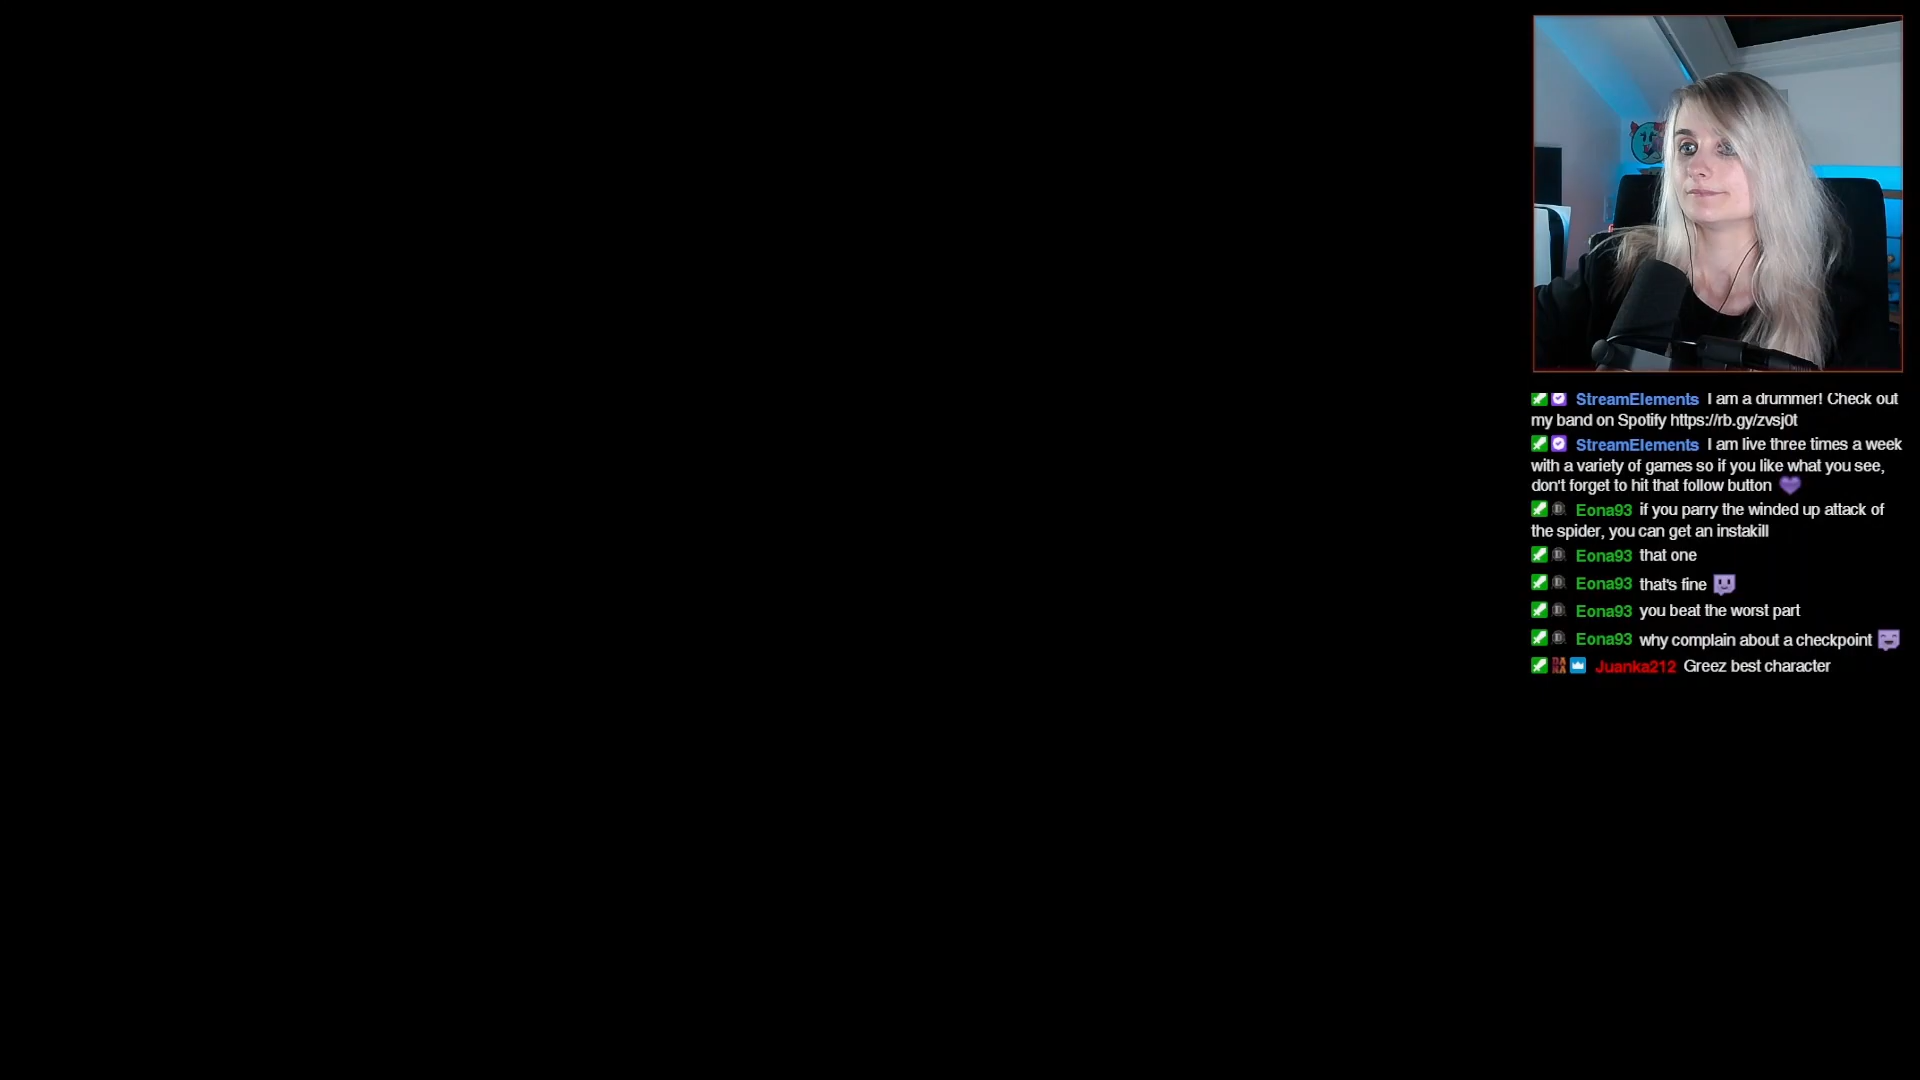 StreamElements I am a drummer! Check out
my band on Spotify https://rb.gy/zvsj0t
StreamElements I am live three times a week
with a variety of games so if you like what you see,
don't forget to hit that follow button
Eona93 if you parry the winded up attack of
the spider, you can get an instakill
Eona93 that one
Eona93 that's fine
Eona93 you beat the worst part
Eona93 why complain about a checkpoint
Juanka212 Greez best character